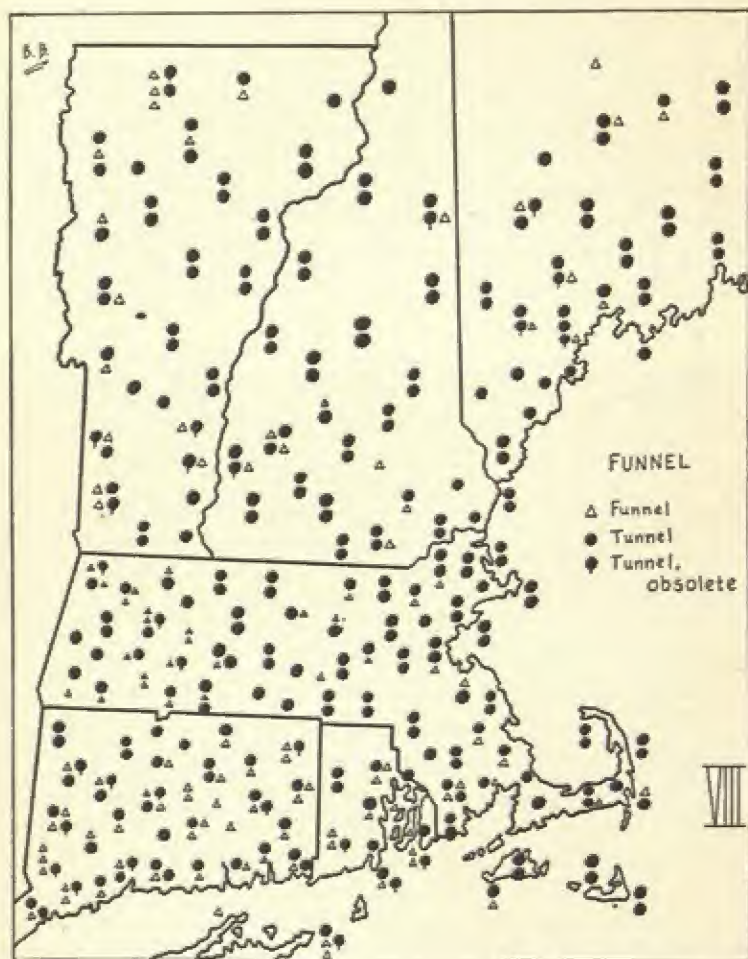 B. B.
FUNNEL
Funnel
Tunnel
Tunnel,
obsolete
VIII